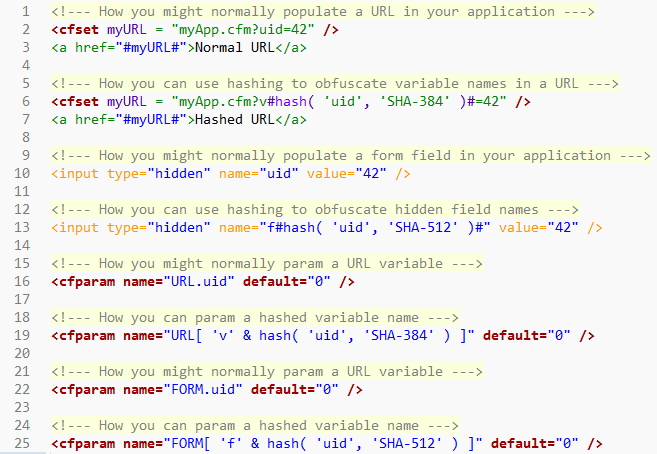 1 <!--- How you might normally populate a URL in your application --->
2 <cfset myURL = "myApp.cfm?uid=42" />
3 <a href="#myURL#">Normal URL</a>
4
5 <!--- How you can use hashing to obfuscate variable names in a URL --->
6 <cfset myURL = "myApp.cfm?v#hash( 'uid', 'SHA-384' )#=42" />
7 <a href="#myURL#">Hashed URL</a>
8
9 <!--- How you might normally populate a form field in your application --->
10 <input type="hidden" name="uid" value="42" />
11
12 <!--- How you can use hashing to obfuscate hidden field names --->
13 <input type="hidden" name="f#hash( 'uid', 'SHA-512' )#" value="42" />
14
15 <!--- How you might normally param a URL variable --->
16 <cfparam name="URL.uid" default="0" />
17
18 <!--- How you can param a hashed variable name --->
19 <cfparam name="URL[ 'v' & hash( 'uid', 'SHA-384' ) ]" default="0" />
20
21 <!--- How you might normally param a URL variable --->
22 <cfparam name="FORM.uid" default="0" />
23
24 <!--- How you can param a hashed variable name --->
25 <cfparam name="FORM[ 'f' & hash( 'uid', 'SHA-512' ) ]" default="0" />